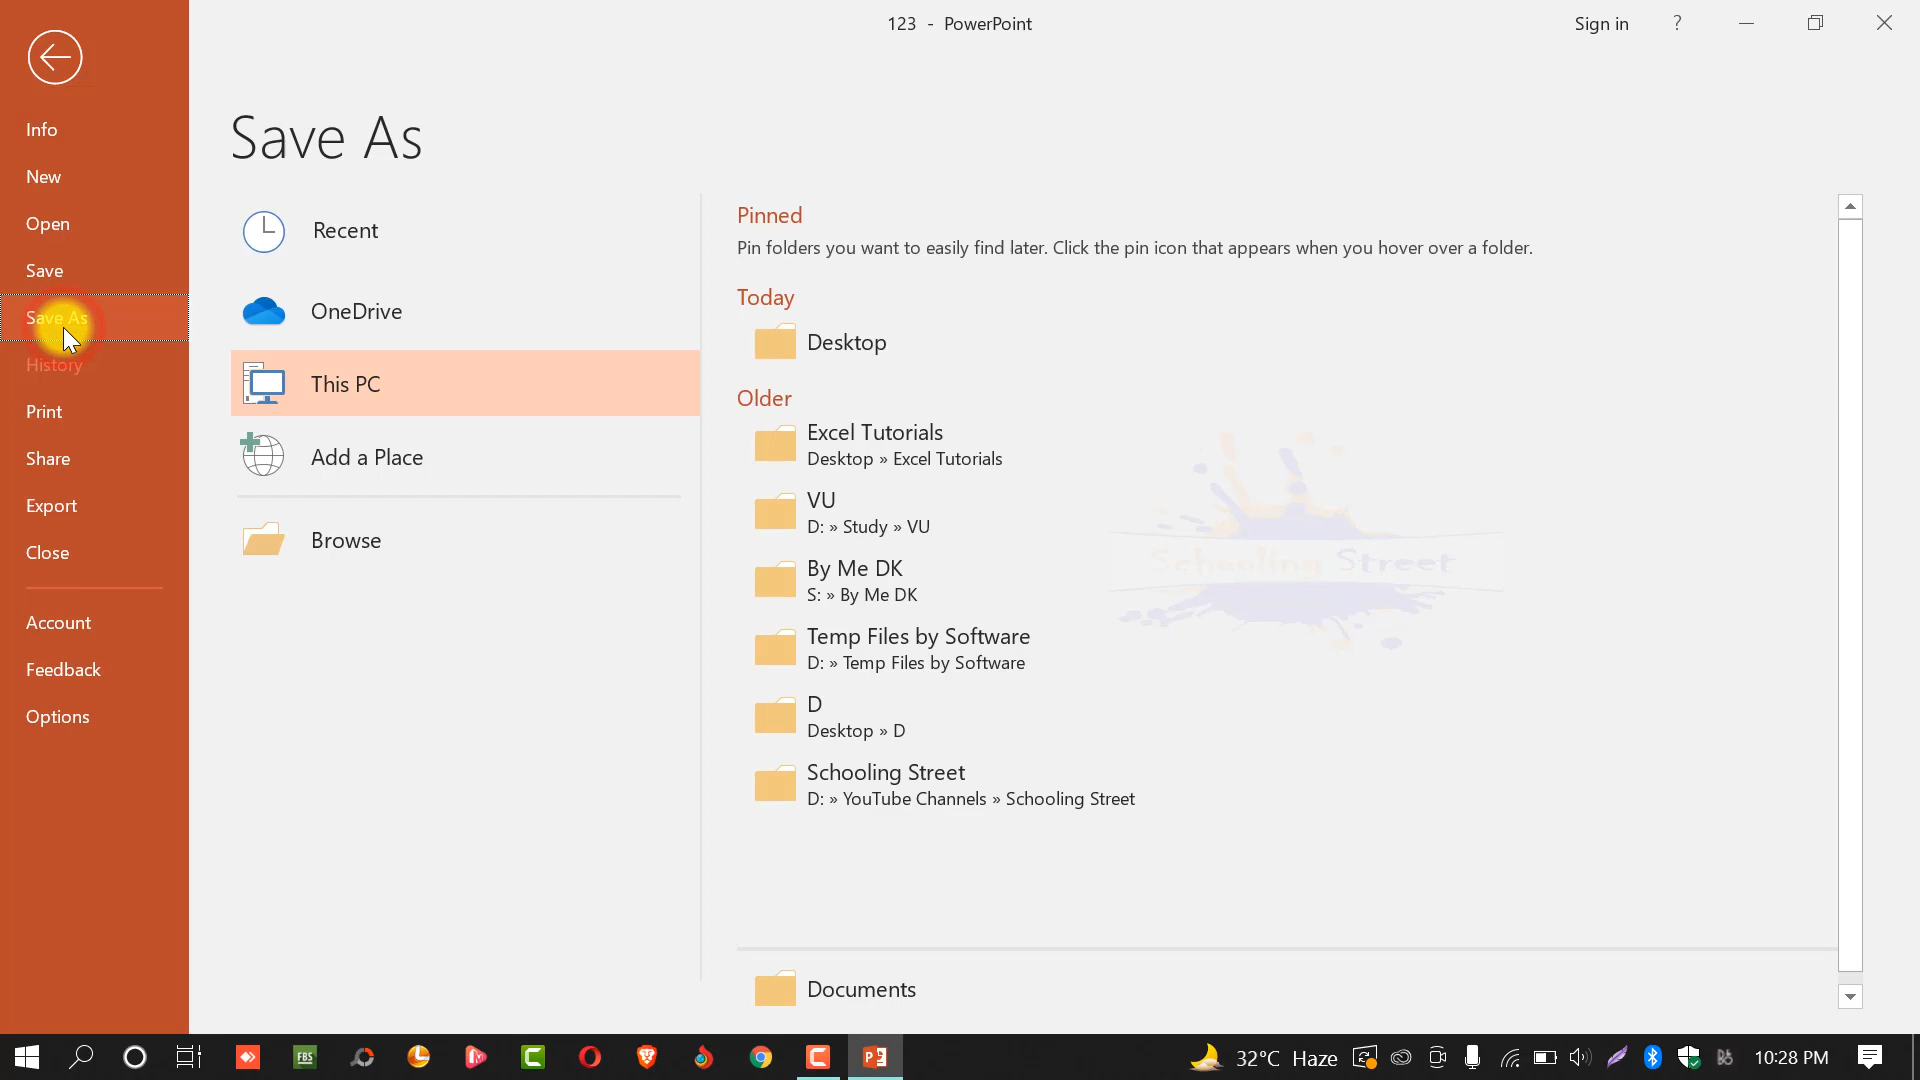 123 - PowerPoint
Sign in
?
Info
New
Open
Save
Save As
History
Print
Share
Export
Close
Account
Feedback
Options
Save As
Recent
OneDrive
This PC
Add a Place
Browse
Pinned
Pin folders you want to easily find later. Click the pin icon that appears when you hover over a folder.
Today
Desktop
Older
Excel Tutorials
Desktop » Excel Tutorials
VU
D: » Study » VU
By Me DK
S: » By Me DK
Temp Files by Software
D: » Temp Files by Software
D
Desktop » D
Schooling Street
D: » YouTube Channels » Schooling Street
Documents
Schooling Street
FBS
32°C Haze
10:28 PM